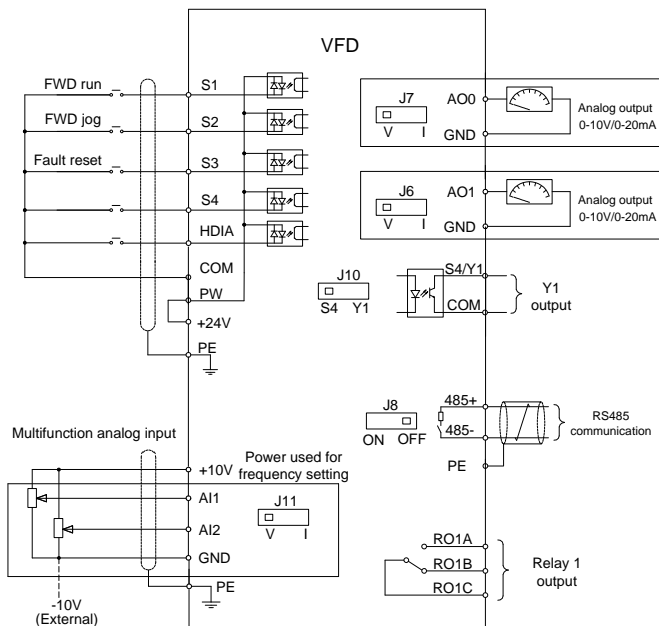 VFD
FWD run
S1
FWD jog
S2
Fault reset
S3
S4
HDIA
COM
PW
+24V
PE
J7
V I
AO0
GND
Analog output
0-10V/0-20mA
J6
V I
AO1
GND
Analog output
0-10V/0-20mA
J10
S4 Y1
S4/Y1
COM
Y1
output
J8
ON OFF
485+
485-
PE
RS485
communication
Multifunction analog input
+10V
Power used for
frequency setting
AI1
AI2
GND
J11
V I
PE
-10V
(External)
RO1A
RO1B
RO1C
Relay 1
output